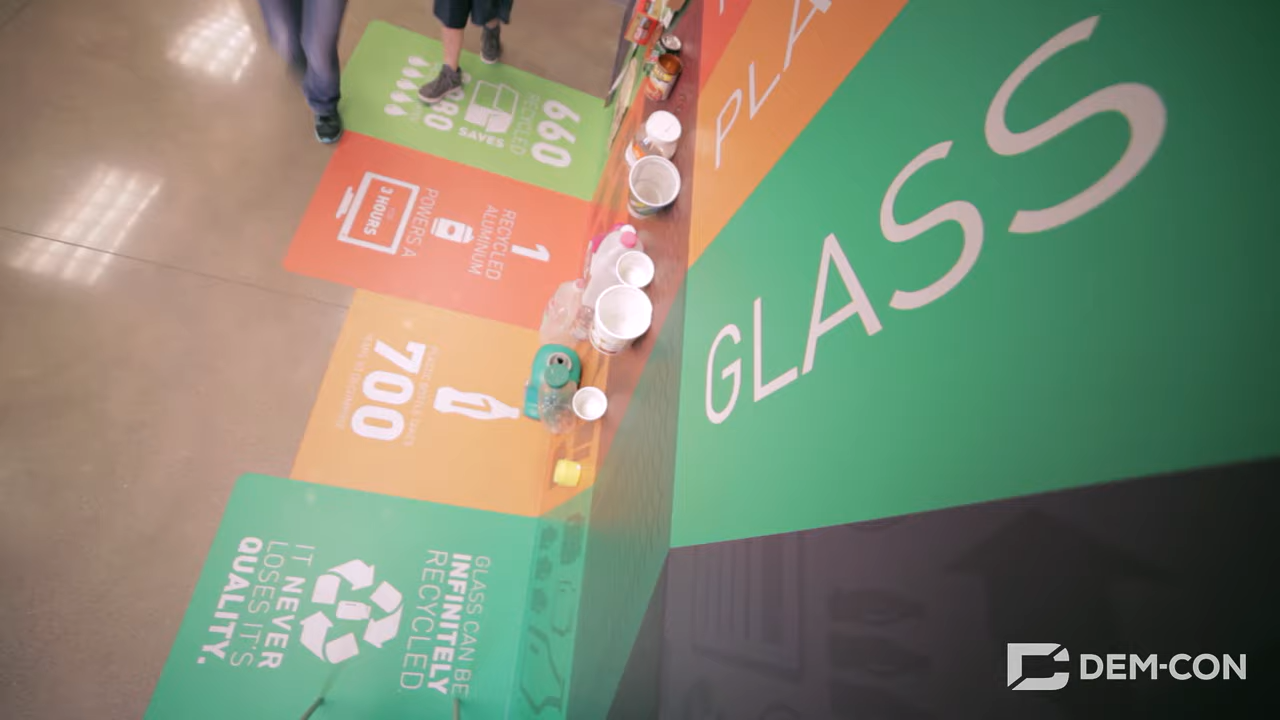 GLASS
PLA
660
RECYCLED
SAVES
380
1
RECYCLED
ALUMINUM
POWERS A
3 HOURS
700
GLASS CAN BE
INFINITELY
RECYCLED.
IT NEVER
LOSES IT'S
QUALITY.
DEM-CON